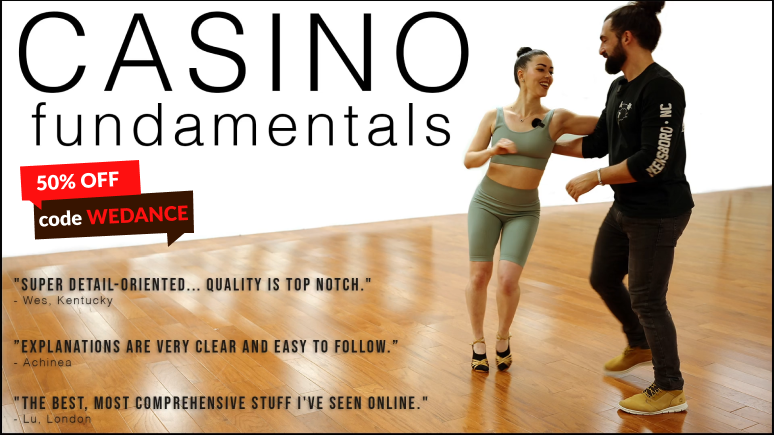 CASINO
fundamentals
50% OFF
code WEDANCE
"SUPER DETAIL-ORIENTED... QUALITY IS TOP NOTCH."
- Wes, Kentucky
"EXPLANATIONS ARE VERY CLEAR AND EASY TO FOLLOW."
- Achinea
"THE BEST, MOST COMPREHENSIVE STUFF I'VE SEEN ONLINE."
- Lu, London
NC